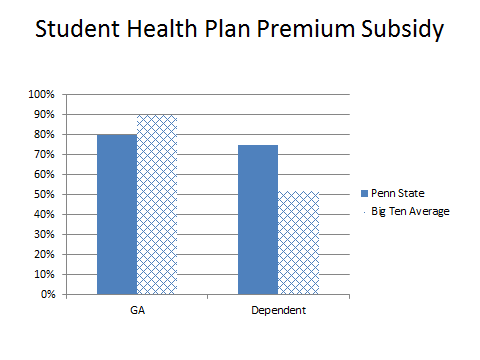 Student Health Plan Premium Subsidy
100%
90%
80%
70%
60%
50%
40%
30%
20%
10%
0%
GA Dependent
Penn State
Big Ten Average